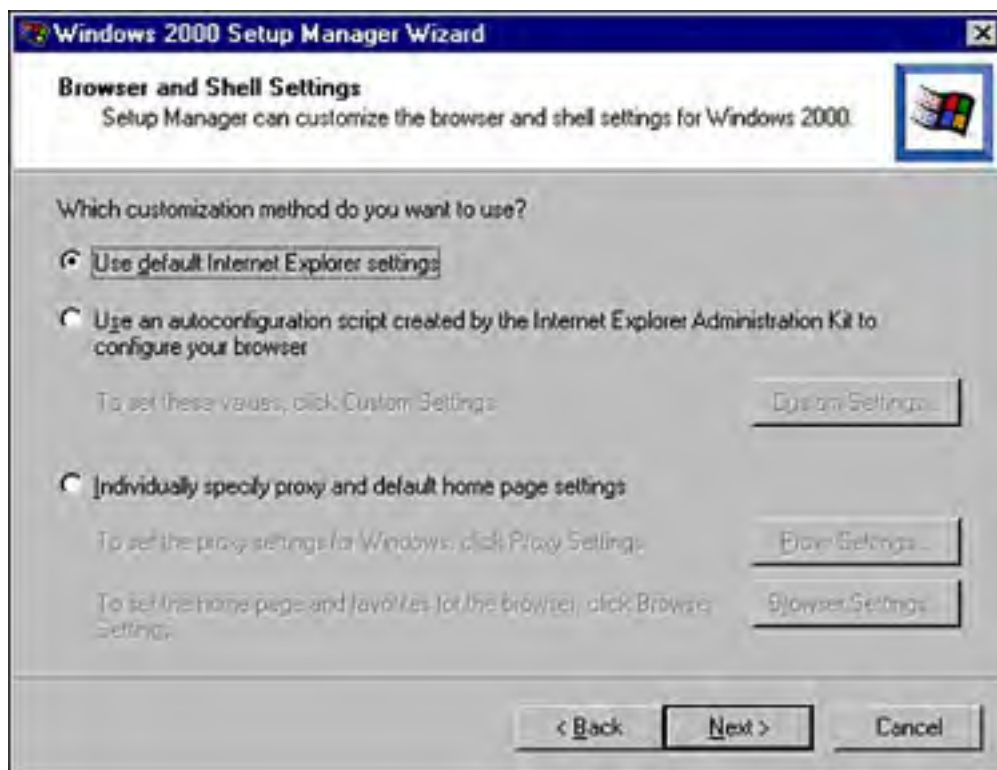 Windows 2000 Setup Manager Wizard
Browser and Shell Settings
Setup Manager can customize the browser and shell settings for Windows 2000.
Which customization method do you want to use?
Use default Internet Explorer settings
Use an autoconfiguration script created by the Internet Explorer Administration Kit to
configure your browser
To set these values, click Custom Settings
Custom Settings...
Individually specify proxy and default home page settings
To set the proxy settings for Windows, click Proxy Settings
Proxy Settings...
To set the home page and favorites for the browser, click Browser
Settings
Browser Settings...
< Back
Next >
Cancel